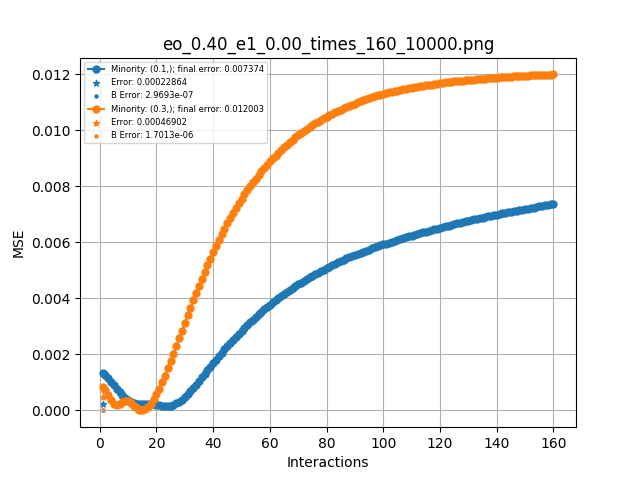 eo_0.40_e1_0.00_times_160_10000.png
Minority: (0.1,); final error: 0.007374
Error: 0.00022864
B Error: 2.9693e-07
Minority: (0.3,); final error: 0.012003
Error: 0.00046902
B Error: 1.7013e-06
0.012
0.010
0.008
0.006
0.004
0.002
0.000
MSE
0 20 40 60 80 100 120 140 160
Interactions